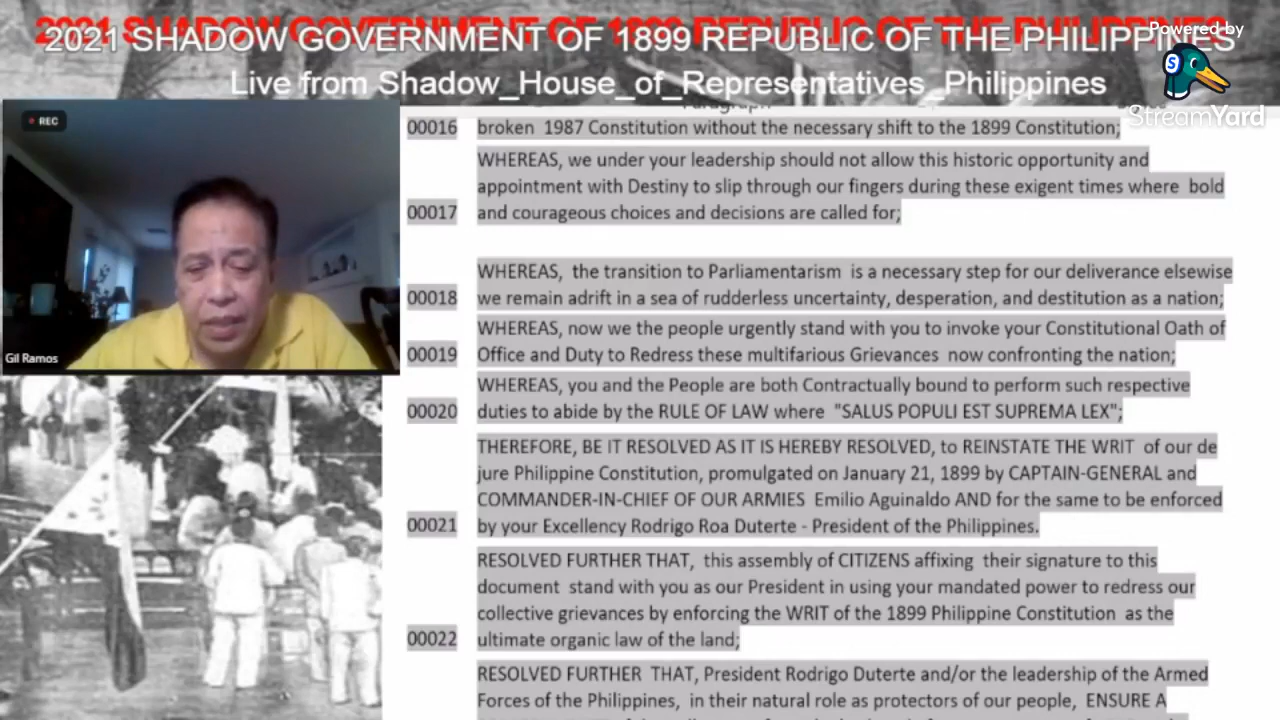 2021 SHADOW GOVERNMENT OF 1899 REPUBLIC OF THE PHILIPPINES
Powered by
Live from Shadow_House_of_Representatives_Philippines
StreamYard
REC
Gil Ramos
Paragraph
00016 broken 1987 Constitution without the necessary shift to the 1899 Constitution;
WHEREAS, we under your leadership should not allow this historic opportunity and
appointment with Destiny to slip through our fingers during these exigent times where bold
00017 and courageous choices and decisions are called for;
WHEREAS, the transition to Parliamentarism is a necessary step for our deliverance elsewise
00018 we remain adrift in a sea of rudderless uncertainty, desperation, and destitution as a nation;
WHEREAS, now we the people urgently stand with you to invoke your Constitutional Oath of
00019 Office and Duty to Redress these multifarious Grievances now confronting the nation;
WHEREAS, you and the People are both Contractually bound to perform such respective
00020 duties to abide by the RULE OF LAW where "SALUS POPULI EST SUPREMA LEX";
THEREFORE, BE IT RESOLVED AS IT IS HEREBY RESOLVED, to REINSTATE THE WRIT of our de
jure Philippine Constitution, promulgated on January 21, 1899 by CAPTAIN-GENERAL and
COMMANDER-IN-CHIEF OF OUR ARMIES Emilio Aguinaldo AND for the same to be enforced
00021 by your Excellency Rodrigo Roa Duterte - President of the Philippines.
RESOLVED FURTHER THAT, this assembly of CITIZENS affixing their signature to this
document stand with you as our President in using your mandated power to redress our
collective grievances by enforcing the WRIT of the 1899 Philippine Constitution as the
00022 ultimate organic law of the land;
RESOLVED FURTHER THAT, President Rodrigo Duterte and/or the leadership of the Armed
Forces of the Philippines, in their natural role as protectors of our people, ENSURE A